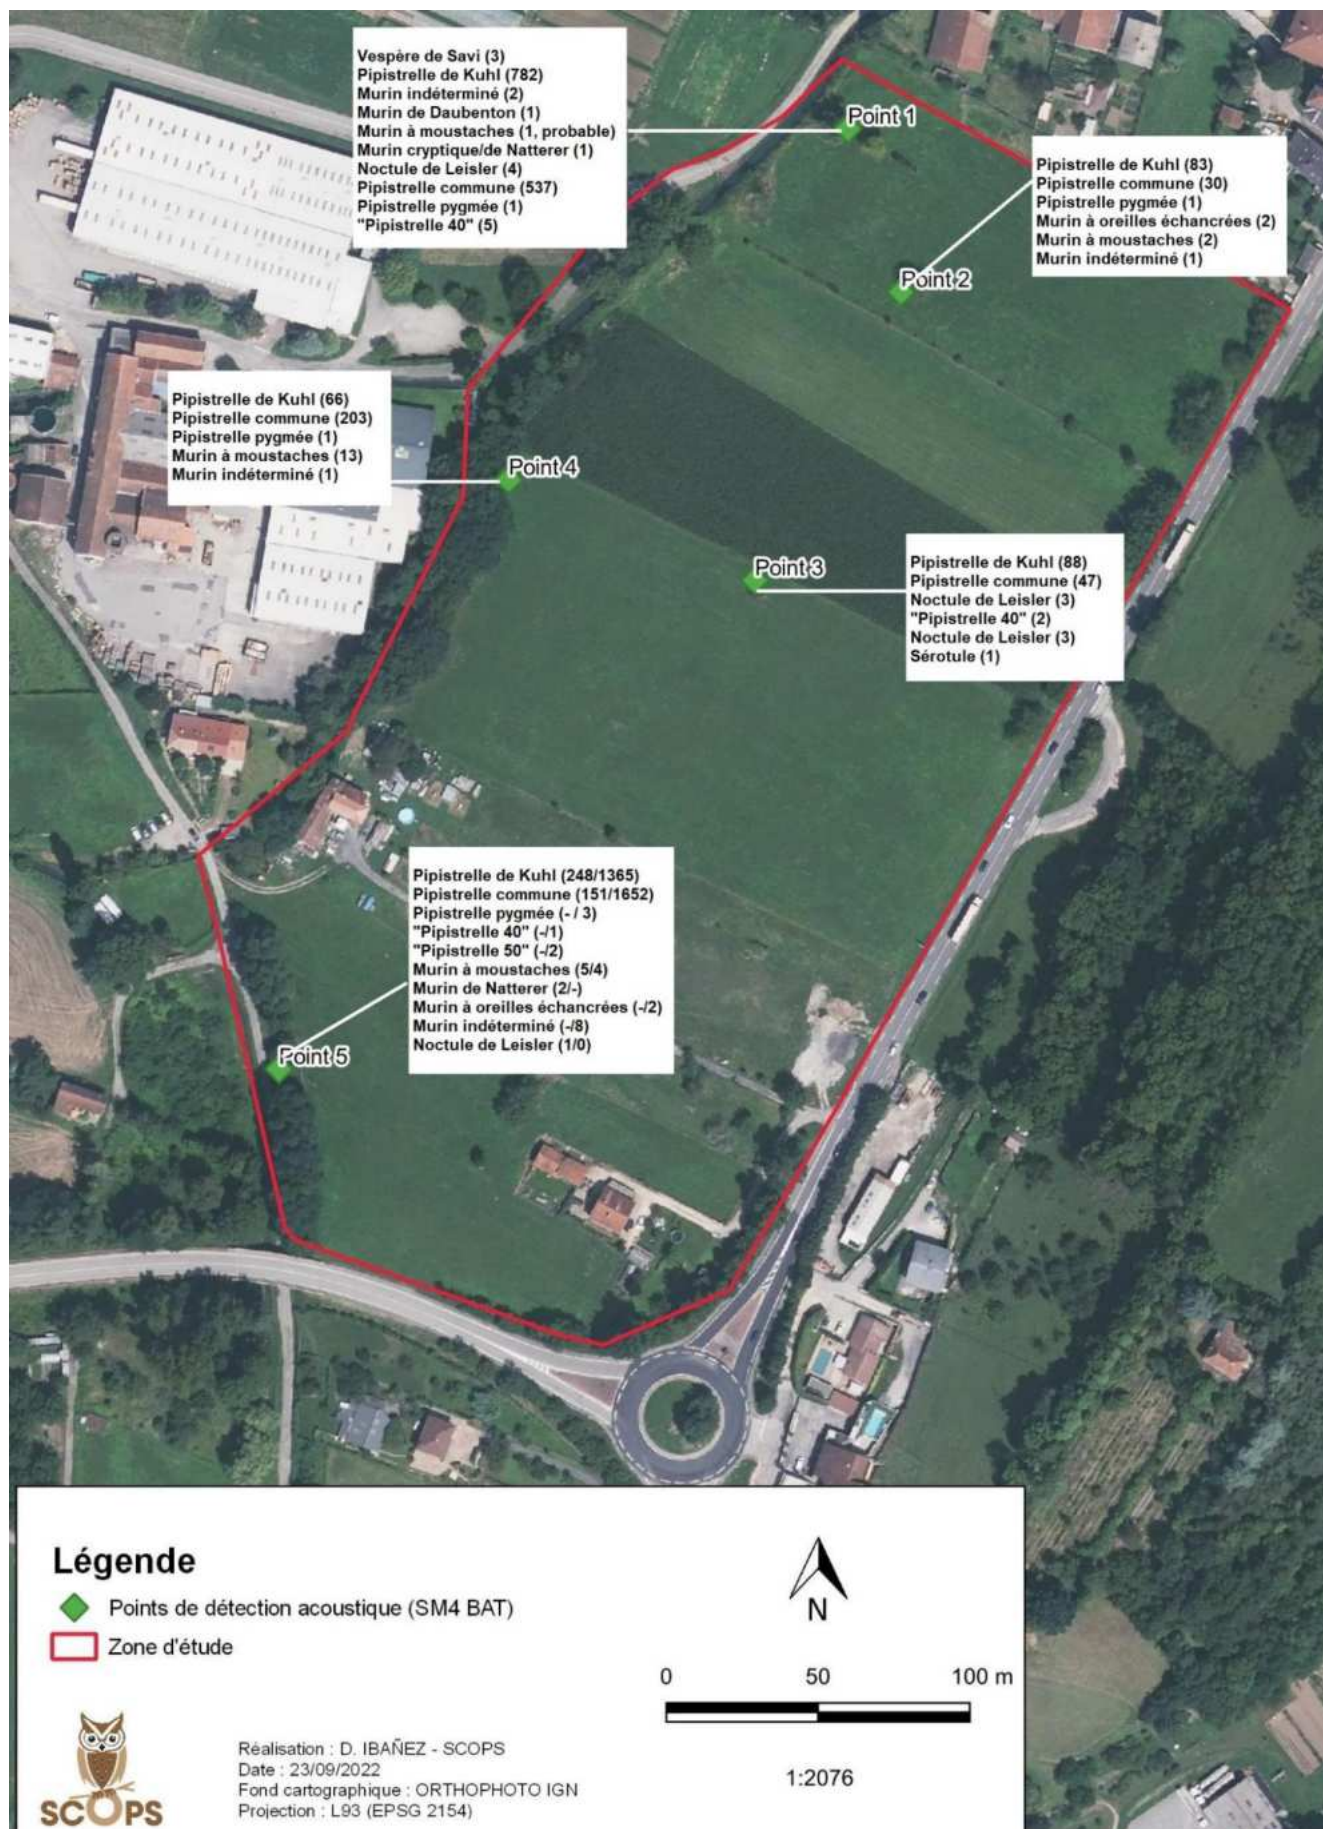 Vespère de Savi (3)
Pipistrelle de Kuhl (782)
Murin indéterminé (2)
Murin de Daubenton (1)
Murin à moustaches (1, probable)
Murin cryptique/de Natterer (1)
Noctule de Leisler (4)
Pipistrelle commune (537)
Pipistrelle pygmée (1)
"Pipistrelle 40" (5)
Point 1
Pipistrelle de Kuhl (83)
Pipistrelle commune (30)
Pipistrelle pygmée (1)
Murin à oreilles échancrées (2)
Murin à moustaches (2)
Murin indéterminé (1)
Point 2
Pipistrelle de Kuhl (66)
Pipistrelle commune (203)
Pipistrelle pygmée (1)
Murin à moustaches (13)
Murin indéterminé (1)
Point 4
Point 3
Pipistrelle de Kuhl (88)
Pipistrelle commune (47)
Noctule de Leisler (3)
"Pipistrelle 40" (2)
Noctule de Leisler (3)
Sérotule (1)
Pipistrelle de Kuhl (248/1365)
Pipistrelle commune (151/1652)
Pipistrelle pygmée (- / 3)
"Pipistrelle 40" (-/1)
"Pipistrelle 50" (-/2)
Murin à moustaches (5/4)
Murin de Natterer (2/-)
Murin à oreilles échancrées (-/2)
Murin indéterminé (-/8)
Noctule de Leisler (1/0)
Point 5
Légende
Points de détection acoustique (SM4 BAT)
Zone d'étude
N
0 50 100 m
1:2076
SCOPS
Réalisation : D. IBAÑEZ - SCOPS
Date : 23/09/2022
Fond cartographique : ORTHOPHOTO IGN
Projection : L93 (EPSG 2154)